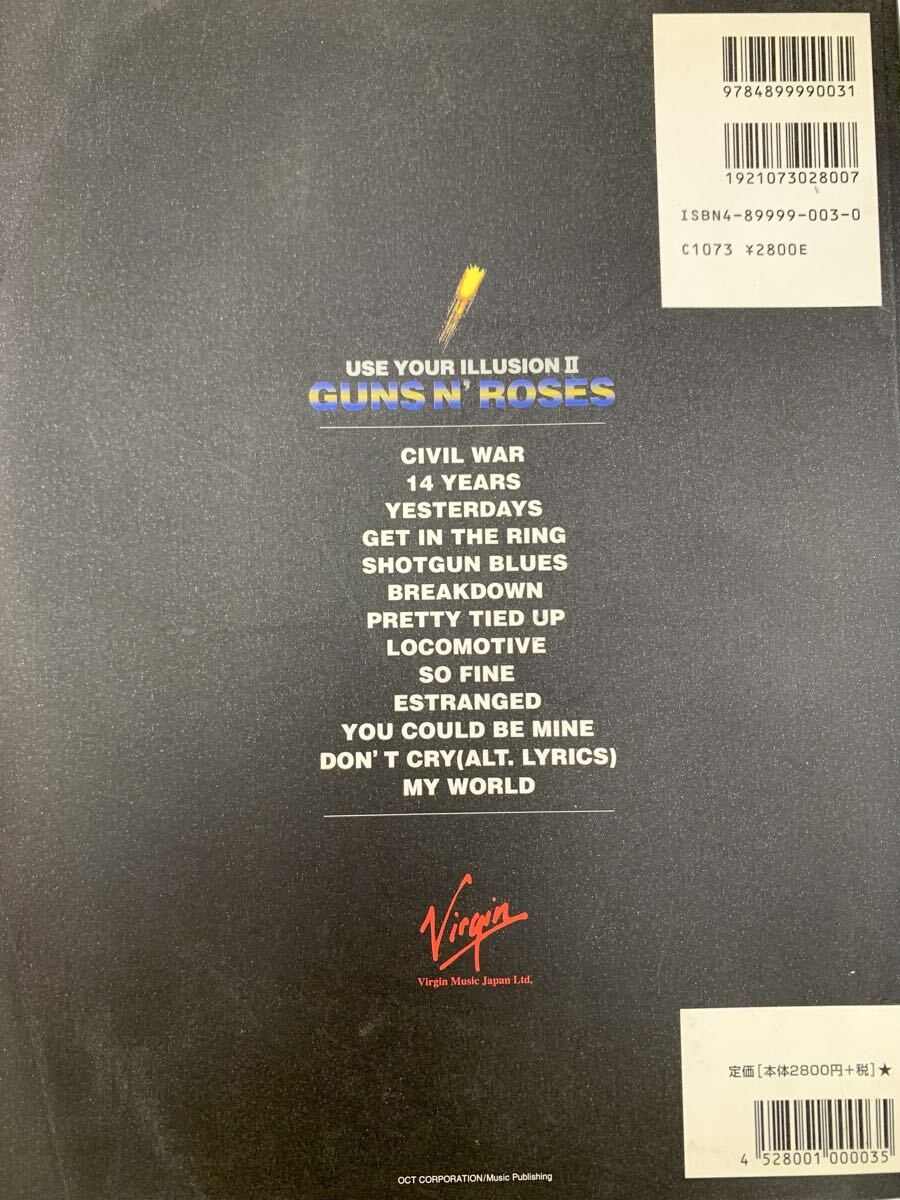 9784899990031
1921073028007
ISBN4-89999-003-0
C1073 ¥2800E
USE YOUR ILLUSION II
GUNS N' ROSES
CIVIL WAR
14 YEARS
YESTERDAYS
GET IN THE RING
SHOTGUN BLUES
BREAKDOWN
PRETTY TIED UP
LOCOMOTIVE
SO FINE
ESTRANGED
YOU COULD BE MINE
DON'T CRY(ALT. LYRICS)
MY WORLD
Virgin
Virgin Music Japan Ltd.
定価[本体2800円+税]★
4 528001 000035
OCT CORPORATION/Music Publishing